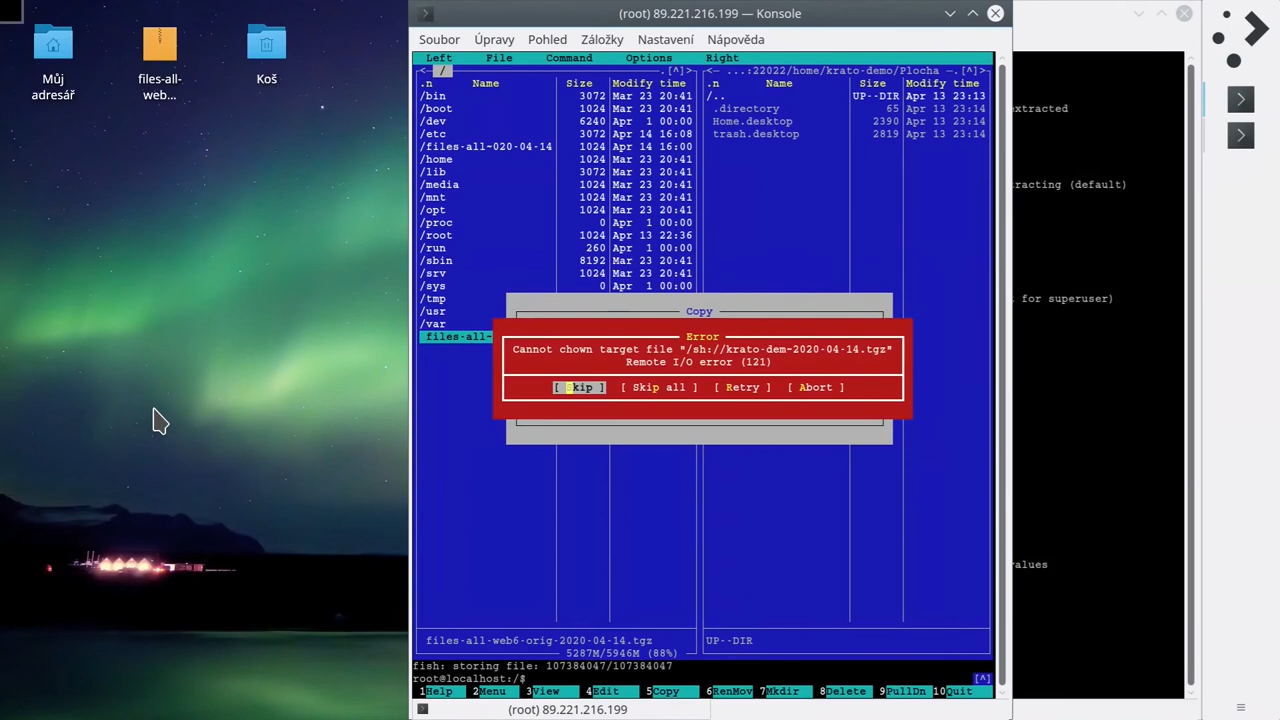 Můj
adresář
files-all-
web...
Koš
(root) 89.221.216.199 — Konsole
Soubor Úpravy Pohled Záložky Nastavení Nápověda
Left File Command Options Right
<- / .[^]>
<- ...:22022/home/krato-demo/Plocha .[^]>
.n Name Size Modify time
/bin 3072 Mar 23 20:41
/boot 1024 Mar 23 20:41
/dev 6240 Apr 1 00:00
/etc 3072 Apr 14 16:08
/files-all~020-04-14 1024 Apr 14 16:00
/home 1024 Mar 23 20:41
/lib 3072 Mar 23 20:41
/media 1024 Mar 23 20:41
/mnt 1024 Mar 23 20:41
/opt 1024 Mar 23 20:41
/proc 0 Apr 1 00:00
/root 1024 Apr 13 22:36
/run 260 Apr 1 00:00
/sbin 8192 Mar 23 20:41
/srv 1024 Mar 23 20:41
/sys 0 Apr 1 00:00
/tmp
/usr
/var
files-all-
.n Name Size Modify time
/.. UP--DIR Apr 13 23:13
.directory 65 Apr 13 23:14
Home.desktop 2390 Apr 13 23:14
trash.desktop 2819 Apr 13 23:14
Copy
Error
Cannot chown target file "/sh://krato-dem-2020-04-14.tgz"
Remote I/O error (121)
[ Skip ] [ Skip all ] [ Retry ] [ Abort ]
files-all-web6-orig-2020-04-14.tgz
5287M/5946M (88%)
UP--DIR
fish: storing file: 107384047/107384047
root@localhost:/$ [^]
1Help 2Menu 3View 4Edit 5Copy 6RenMov 7Mkdir 8Delete 9PullDn 10Quit
(root) 89.221.216.199
extracted
racting (default)
for superuser)
values